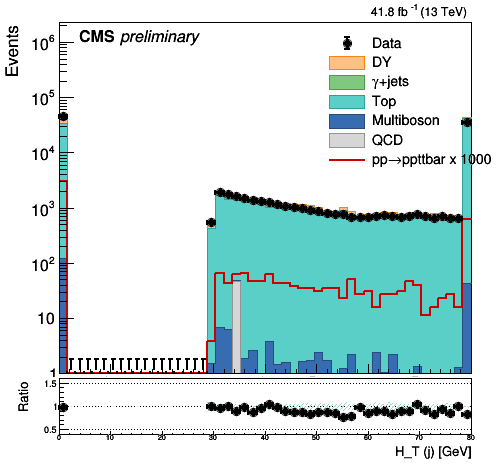 41.8 fb⁻¹ (13 TeV)
Events
CMS preliminary
10⁶
10⁵
10⁴
10³
10²
10
1
Data
DY
γ+jets
Top
Multiboson
QCD
pp→ppttbar x 1000
Ratio
1.5
1.0
0.5
0 10 20 30 40 50 60 70 80
H_T (j) [GeV]